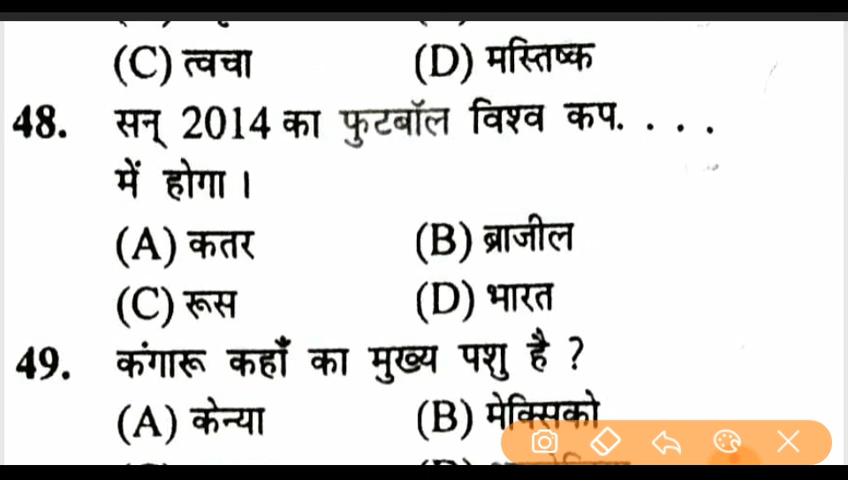 (C) त्वचा (D) मस्तिष्क
48. सन् 2014 का फुटबॉल विश्व कप. . . .
में होगा ।
(A) कतर (B) ब्राजील
(C) रूस (D) भारत
49. कंगारू कहाँ का मुख्य पशु है ?
(A) केन्या (B) मेक्सिको